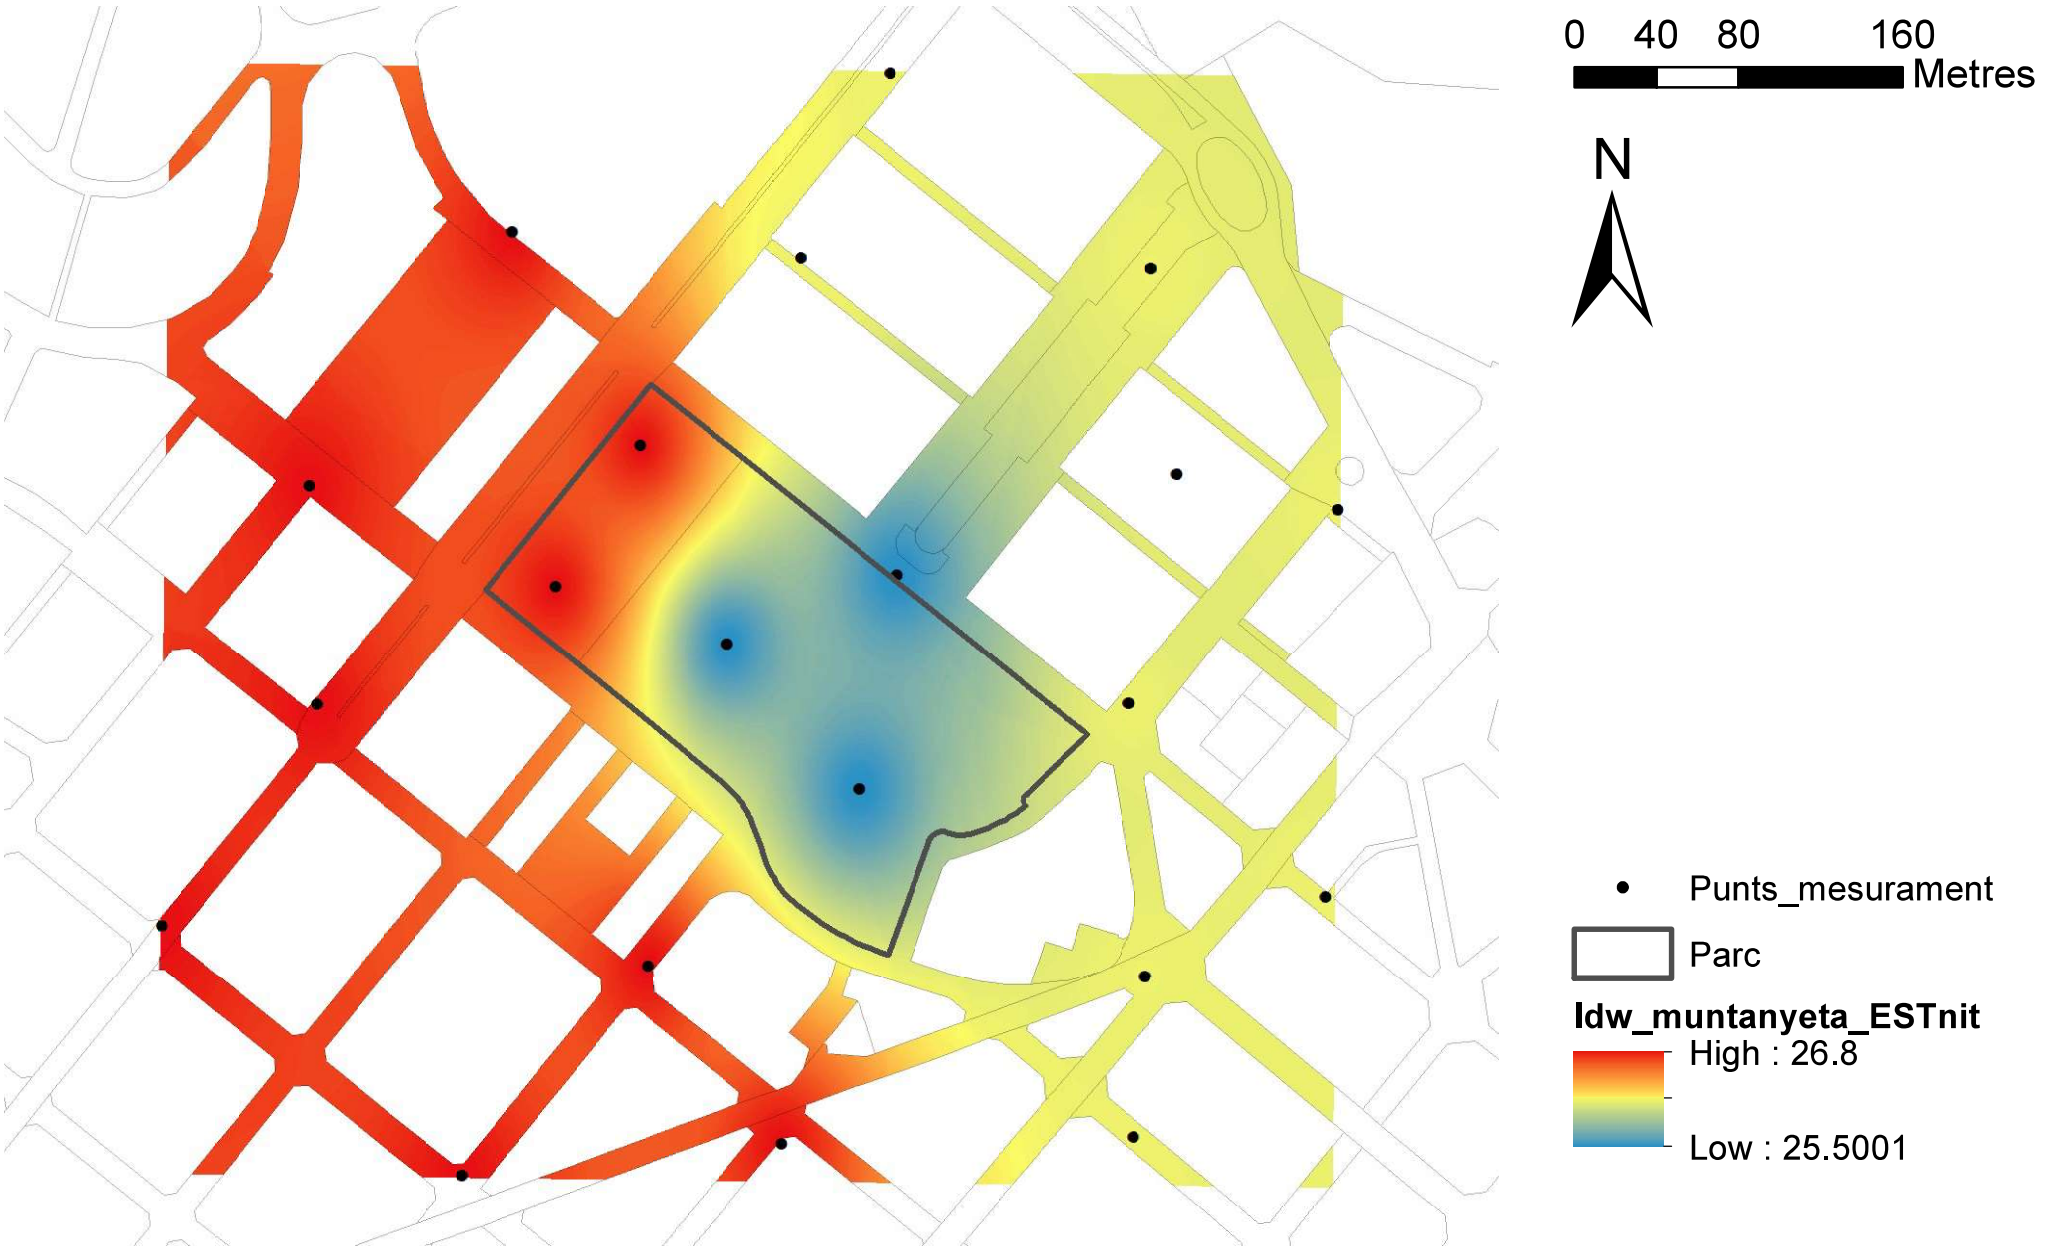 0 40 80 160
Metres
N
Punts_mesurament
Parc
Idw_muntanyeta_ESTnit
High : 26.8
Low : 25.5001